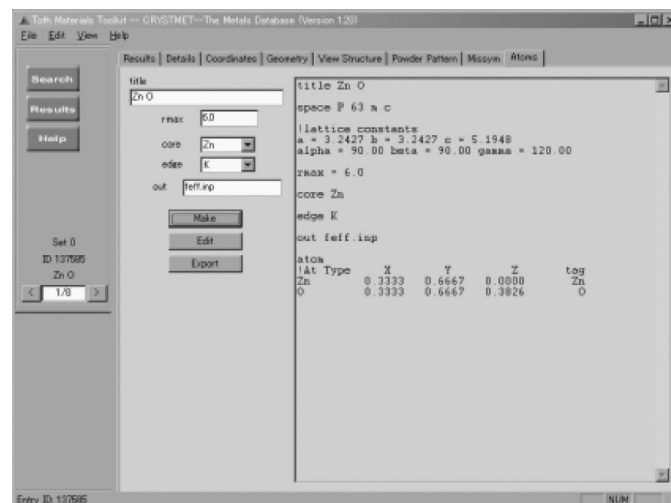 Toth Materials Toolkit -- CRYSTMET--The Metals Database (Version 1.20)
File Edit View Help
Results Details Coordinates Geometry View Structure Powder Pattern Missym Atoms
Search
Results
Help
Set 0
ID 137585
Zn O
< 1/8 >
title
Zn O
rmax 6.0
core Zn
edge K
out feff.inp
Make
Edit
Export
title Zn O
space P 63 m c
!lattice constants
a = 3.2427 b = 3.2427 c = 5.1948
alpha = 90.00 beta = 90.00 gamma = 120.00
rmax = 6.0
core Zn
edge K
out feff.inp
atom
!At Type X Y Z tag
Zn 0.3333 0.6667 0.0000 Zn
O 0.3333 0.6667 0.3826 O
Entry ID: 137585
NUM